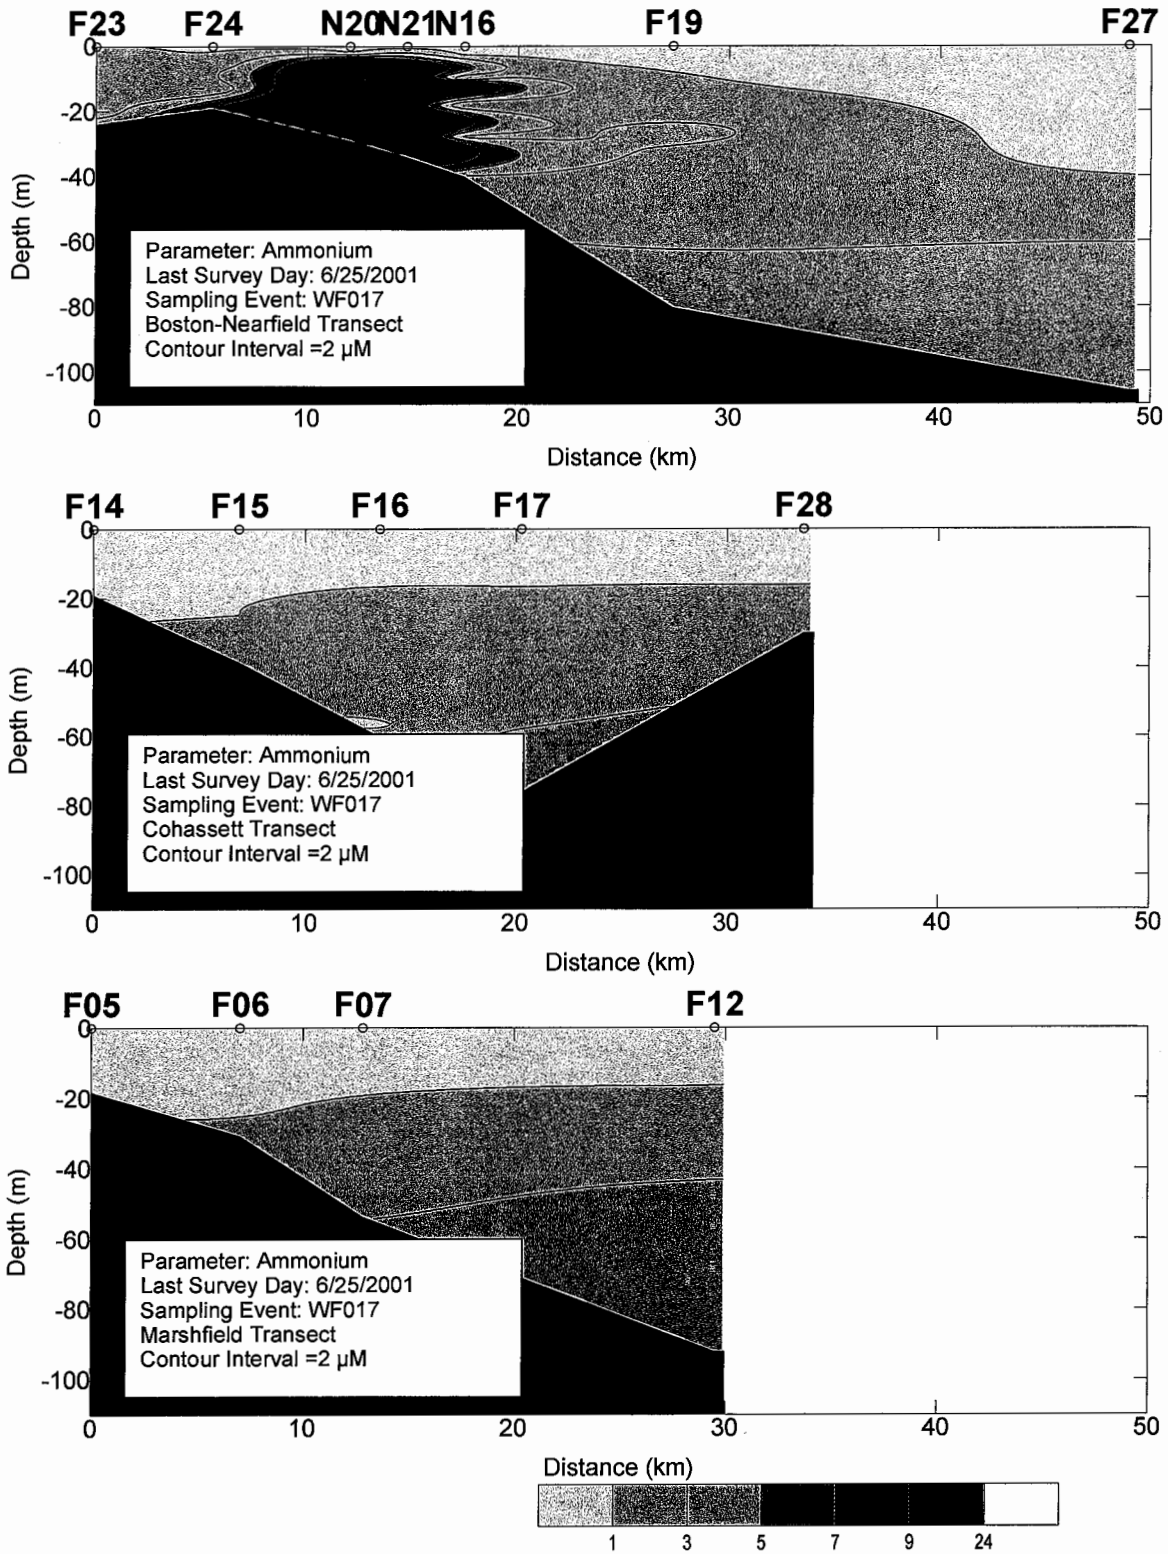 F23 F24 N20 N21 N16 F19 F27
0
-20
-40
-60
-80
-100
Depth (m)
Parameter: Ammonium
Last Survey Day: 6/25/2001
Sampling Event: WF017
Boston-Nearfield Transect
Contour Interval =2 µM
0 10 20 30 40 50
Distance (km)
F14 F15 F16 F17 F28
0
-20
-40
-60
-80
-100
Depth (m)
Parameter: Ammonium
Last Survey Day: 6/25/2001
Sampling Event: WF017
Cohassett Transect
Contour Interval =2 µM
0 10 20 30 40 50
Distance (km)
F05 F06 F07 F12
0
-20
-40
-60
-80
-100
Depth (m)
Parameter: Ammonium
Last Survey Day: 6/25/2001
Sampling Event: WF017
Marshfield Transect
Contour Interval =2 µM
0 10 20 30 40 50
Distance (km)
1 3 5 7 9 24